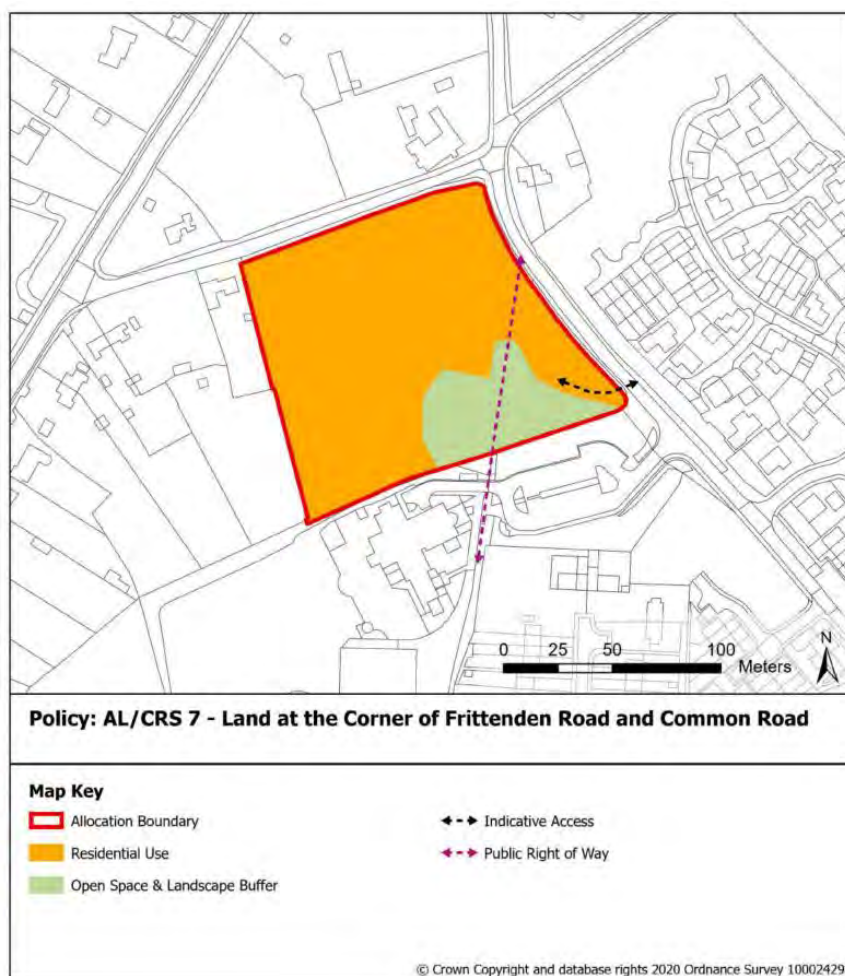 N
0 25 50 100
Meters
Policy: AL/CRS 7 - Land at the Corner of Frittenden Road and Common Road
Map Key
Allocation Boundary
Residential Use
Open Space & Landscape Buffer
Indicative Access
Public Right of Way
© Crown Copyright and database rights 2020 Ordnance Survey 10002429